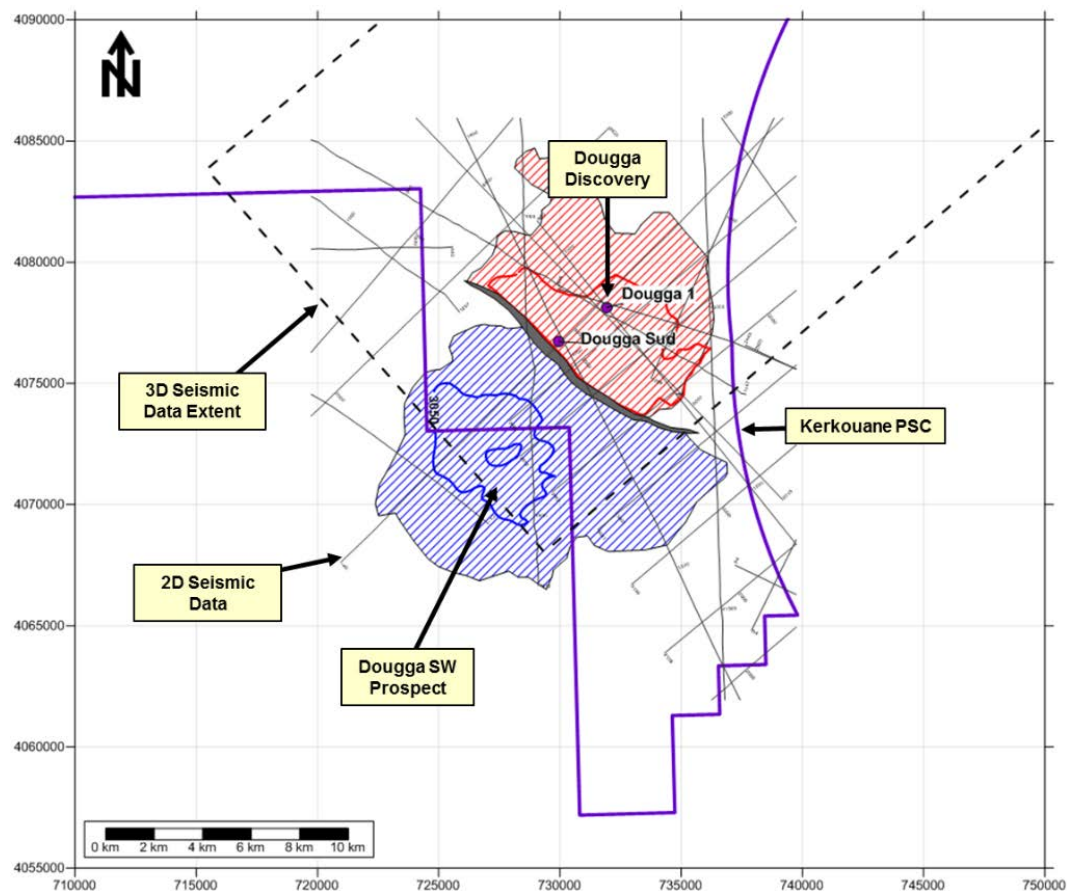 4090000
N
4085000
Dougga
Discovery
4080000
Dougga 1
Dougga Sud
3D Seismic
Data Extent
4075000
3050
Kerkouane PSC
4070000
2D Seismic
Data
4065000
Dougga SW
Prospect
4060000
0 km 2 km 4 km 6 km 8 km 10 km
4055000
710000 715000 720000 725000 730000 735000 740000 745000 750000